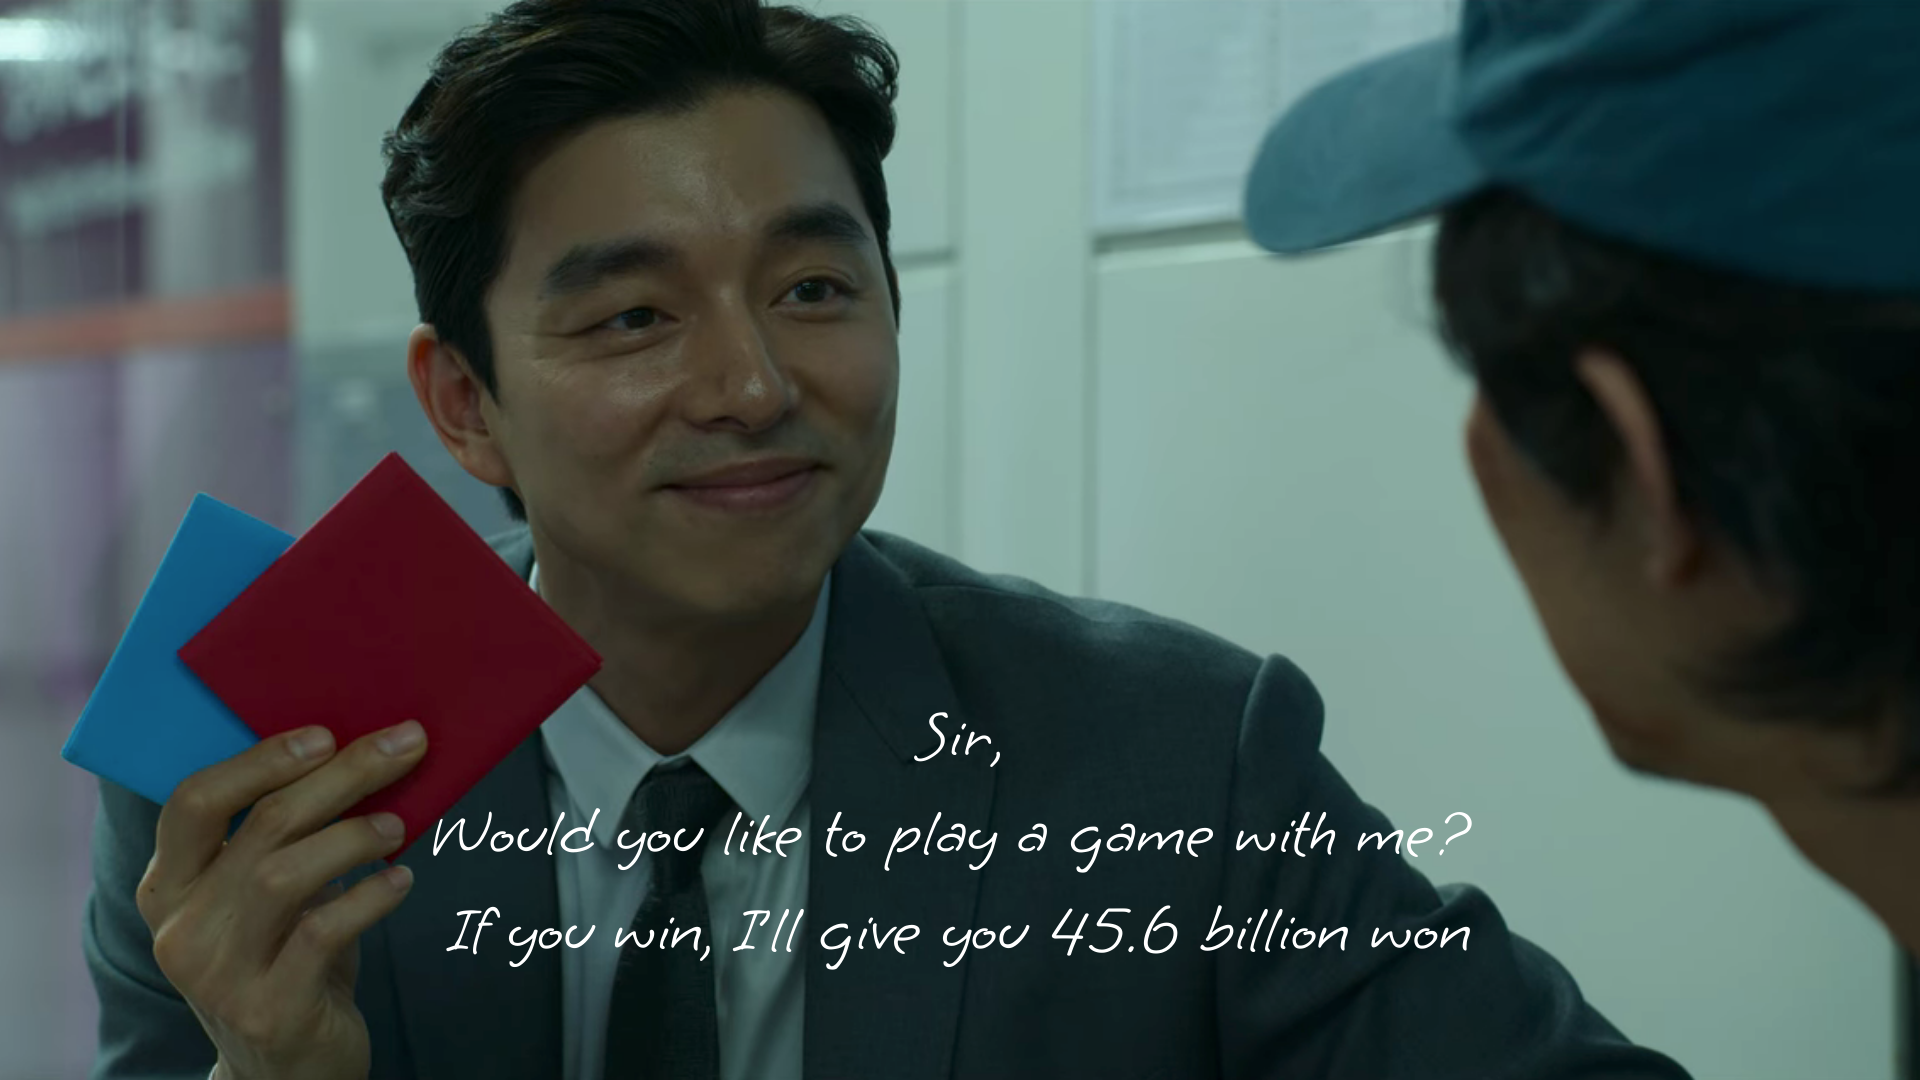 Sir,
Would you like to play a game with me?
If you win, I'll give you 45.6 billion won